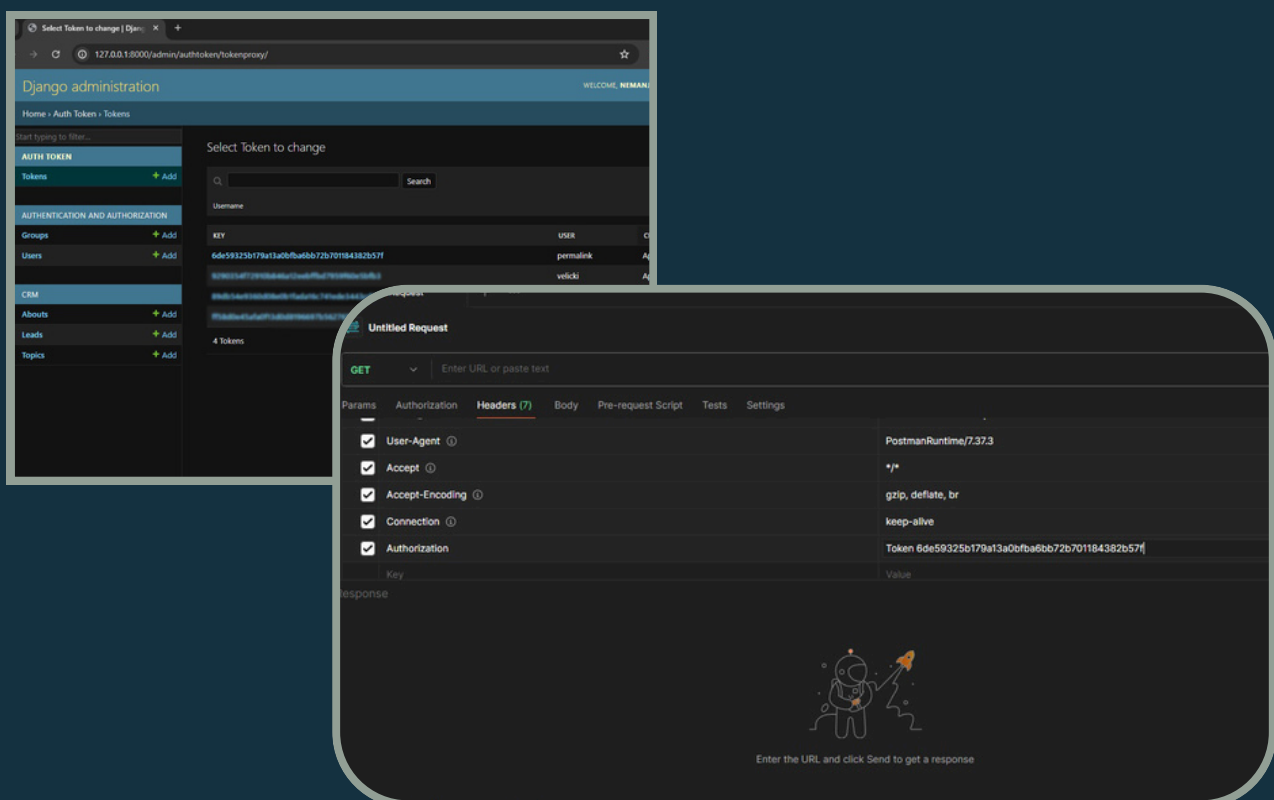 Select Token to change | Djang
127.0.0.1:8000/admin/authtoken/tokenproxy/
Django administration
WELCOME, NEMANJ
Home › Auth Token › Tokens
Start typing to filter...
AUTH TOKEN
Tokens + Add
AUTHENTICATION AND AUTHORIZATION
Groups + Add
Users + Add
CRM
Abouts + Add
Leads + Add
Topics + Add
Select Token to change
Search
Username
KEY USER
6de59325b179a13a0bfba6bb72b701184382b57f permalink
velicki
4 Tokens
Untitled Request
GET Enter URL or paste text
Params Authorization Headers (7) Body Pre-request Script Tests Settings
User-Agent PostmanRuntime/7.37.3
Accept */*
Accept-Encoding gzip, deflate, br
Connection keep-alive
Authorization Token 6de59325b179a13a0bfba6bb72b701184382b57f
Key Value
Response
Enter the URL and click Send to get a response